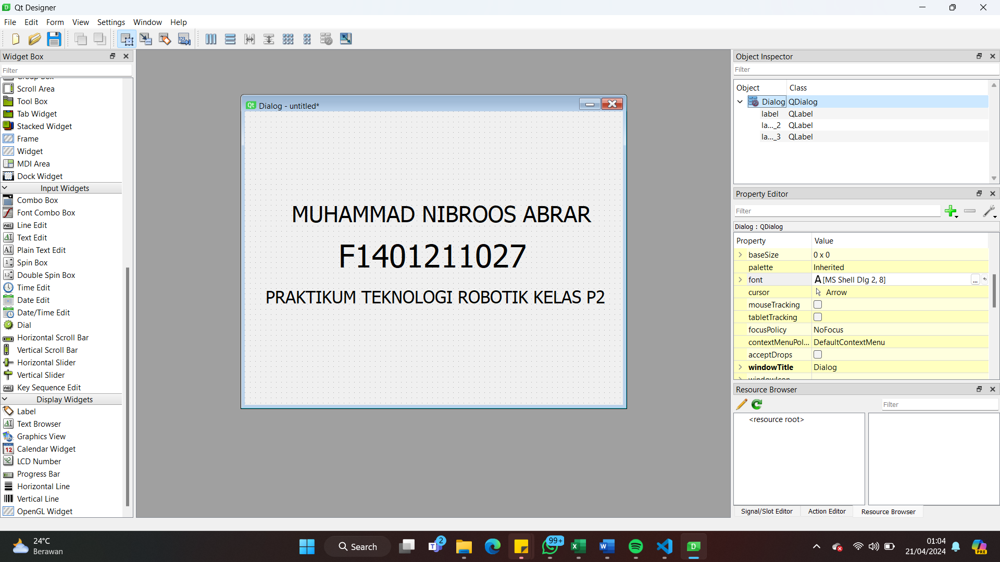 Qt Designer
File Edit Form View Settings Window Help
Widget Box
Filter
Group Box
Scroll Area
Tool Box
Tab Widget
Stacked Widget
Frame
Widget
MDI Area
Dock Widget
Input Widgets
Combo Box
Font Combo Box
Line Edit
Text Edit
Plain Text Edit
Spin Box
Double Spin Box
Time Edit
Date Edit
Date/Time Edit
Dial
Horizontal Scroll Bar
Vertical Scroll Bar
Horizontal Slider
Vertical Slider
Key Sequence Edit
Display Widgets
Label
Text Browser
Graphics View
Calendar Widget
LCD Number
Progress Bar
Horizontal Line
Vertical Line
OpenGL Widget
Qt Dialog - untitled*
MUHAMMAD NIBROOS ABRAR
F1401211027
PRAKTIKUM TEKNOLOGI ROBOTIK KELAS P2
Object Inspector
Filter
Object Class
Dialog QDialog
label QLabel
la..._2 QLabel
la..._3 QLabel
Property Editor
Filter
Dialog : QDialog
Property Value
baseSize 0 x 0
palette Inherited
font A [MS Shell Dlg 2, 8] ...
cursor Arrow
mouseTracking
tabletTracking
focusPolicy NoFocus
contextMenuPol... DefaultContextMenu
acceptDrops
windowTitle Dialog
windowIcon
Resource Browser
Filter
<resource root>
Signal/Slot Editor Action Editor Resource Browser
24°C
Berawan
Search
2
99+
01:04
21/04/2024
PRE